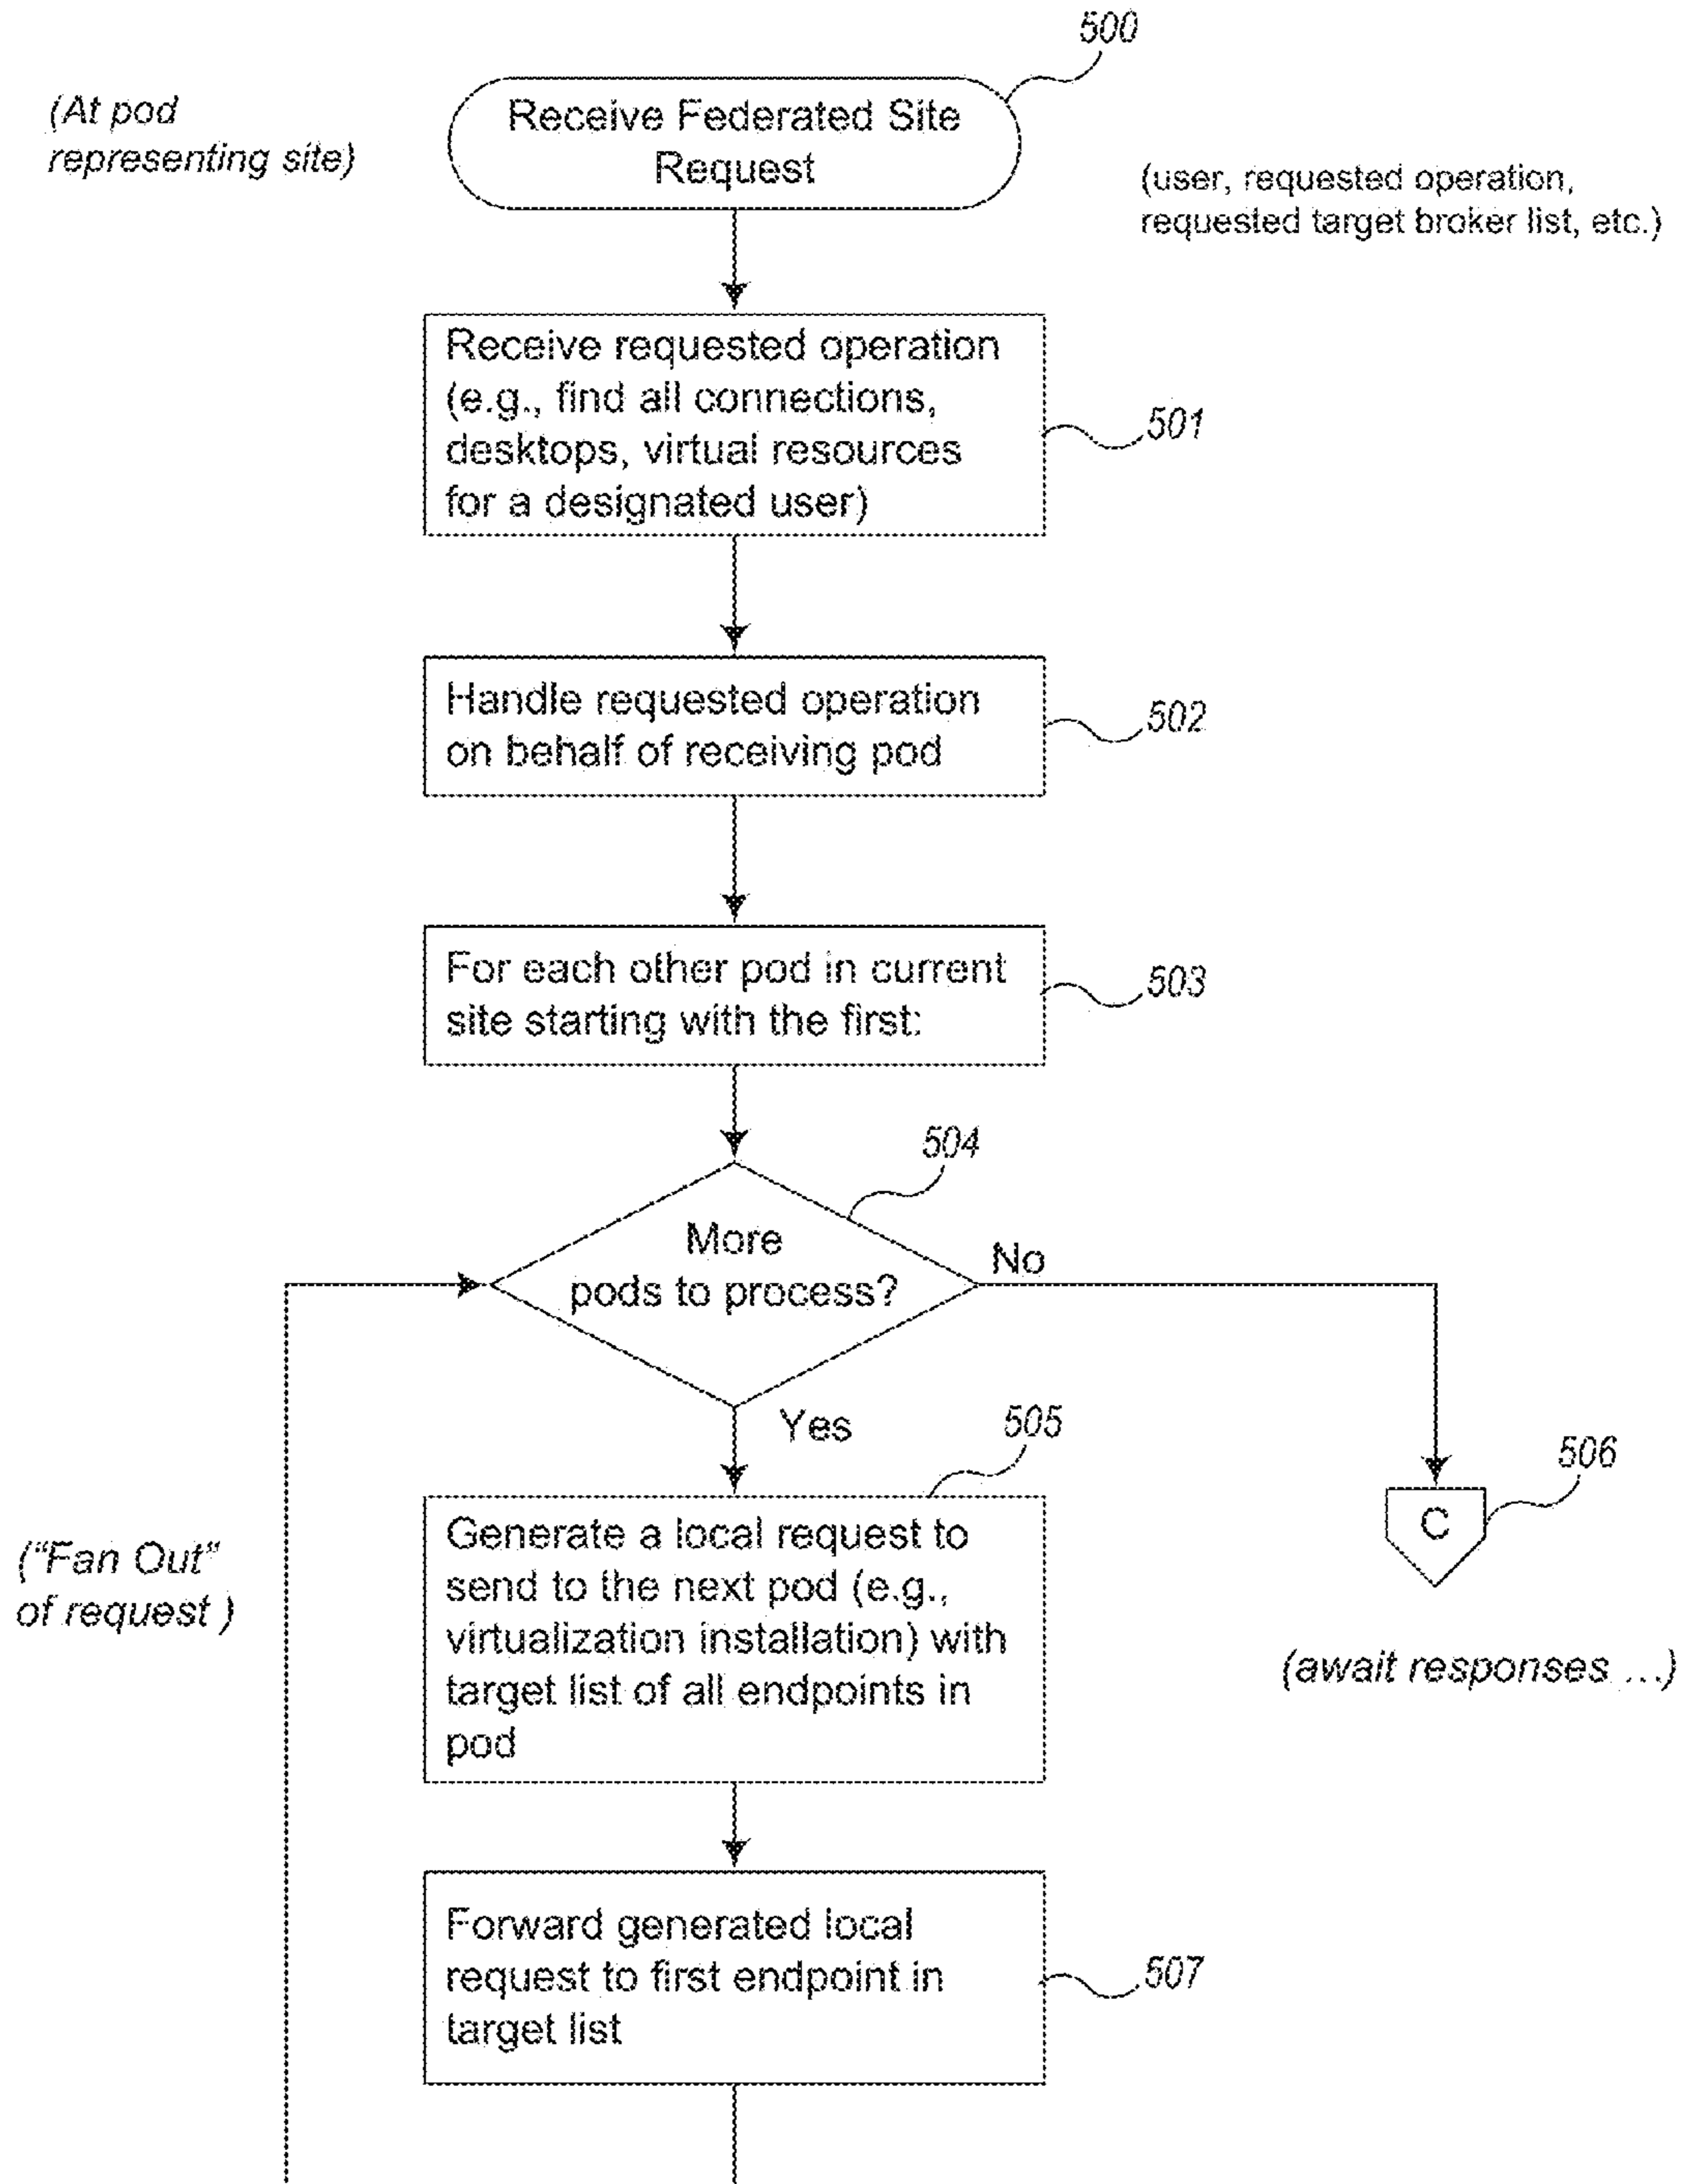 500
(At pod
representing site)
Receive Federated Site
Request
(user, requested operation,
requested target broker list, etc.)
Receive requested operation
(e.g., find all connections,
desktops, virtual resources
for a designated user)
501
Handle requested operation
on behalf of receiving pod
502
For each other pod in current
site starting with the first:
503
504
More
pods to process?
No
Yes
505
506
Generate a local request to
send to the next pod (e.g.,
virtualization installation) with
target list of all endpoints in
pod
C
("Fan Out"
of request )
(await responses ...)
Forward generated local
request to first endpoint in
target list
507